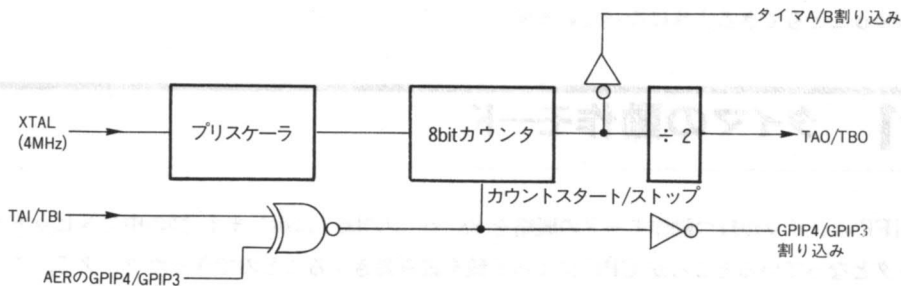 タイマA/B割り込み
XTAL
(4MHz)
プリスケーラ
8bitカウンタ
÷2
TAO/TBO
カウントスタート/ストップ
TAI/TBI
GPIP4/GPIP3
割り込み
AERのGPIP4/GPIP3